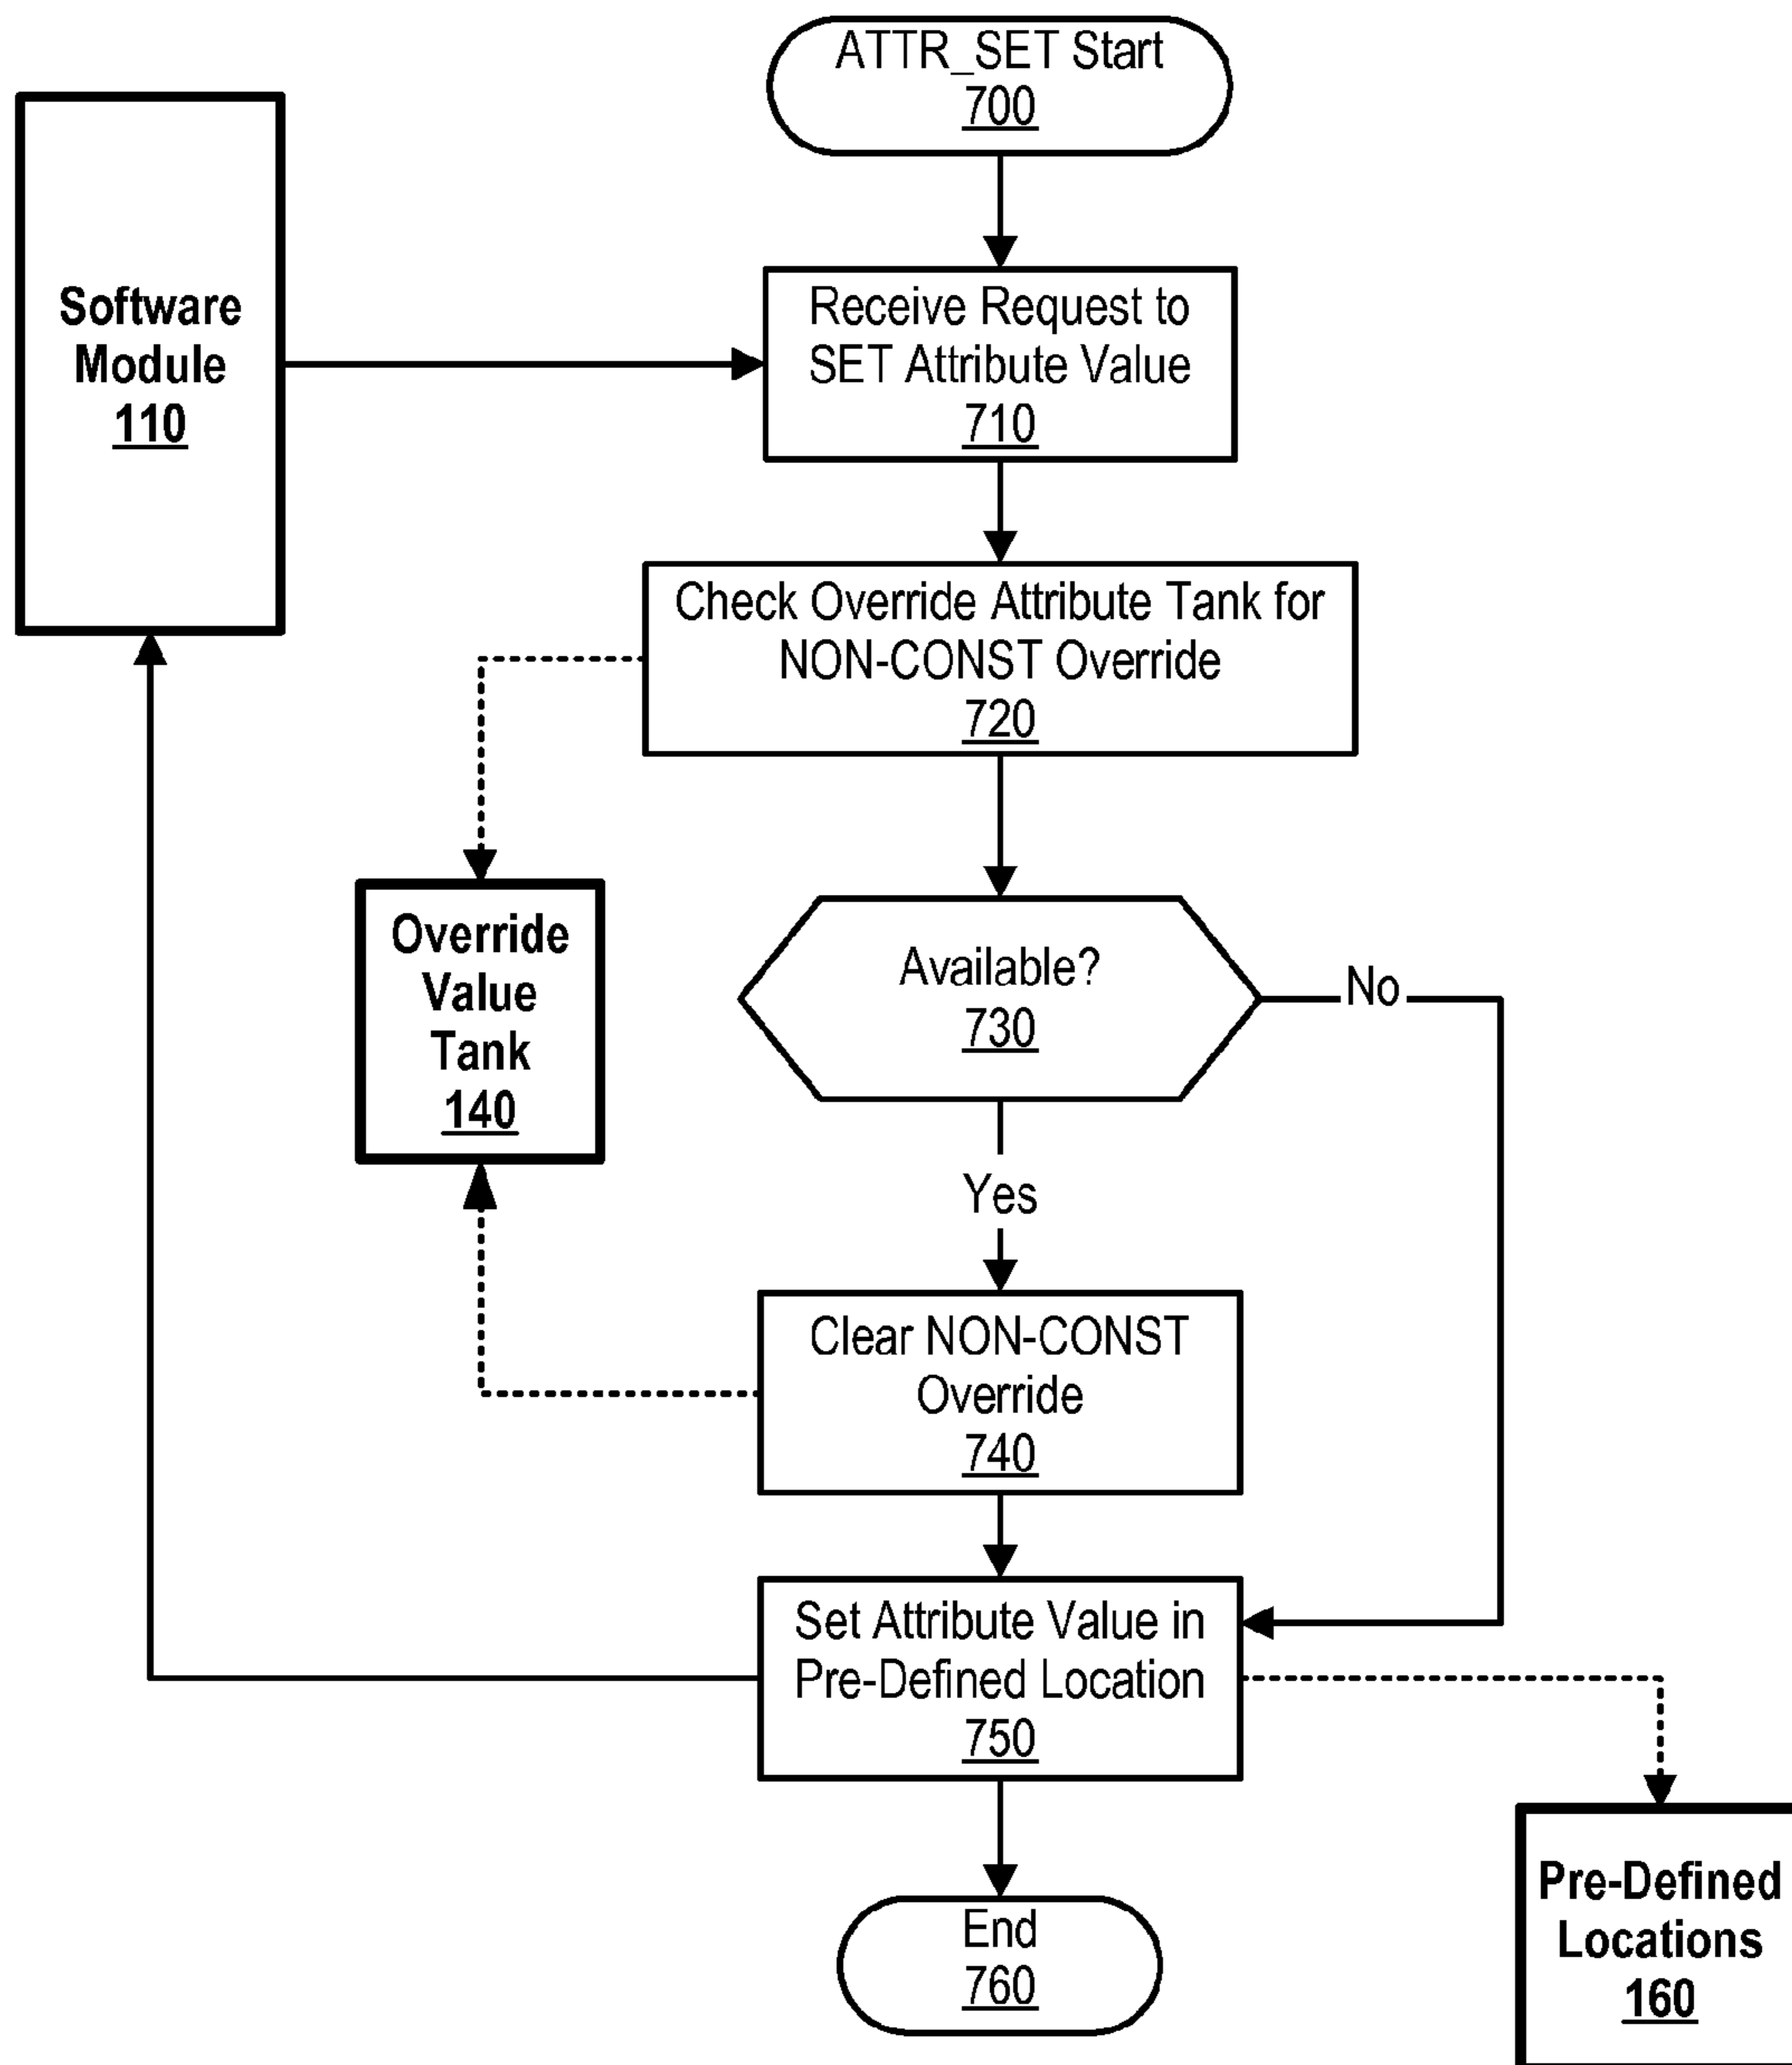 ATTR_SET Start
700
Software
Module
110
Receive Request to
SET Attribute Value
710
Check Override Attribute Tank for
NON-CONST Override
720
Override
Value
Tank
140
Available?
730
No
Yes
Clear NON-CONST
Override
740
Set Attribute Value in
Pre-Defined Location
750
End
760
Pre-Defined
Locations
160